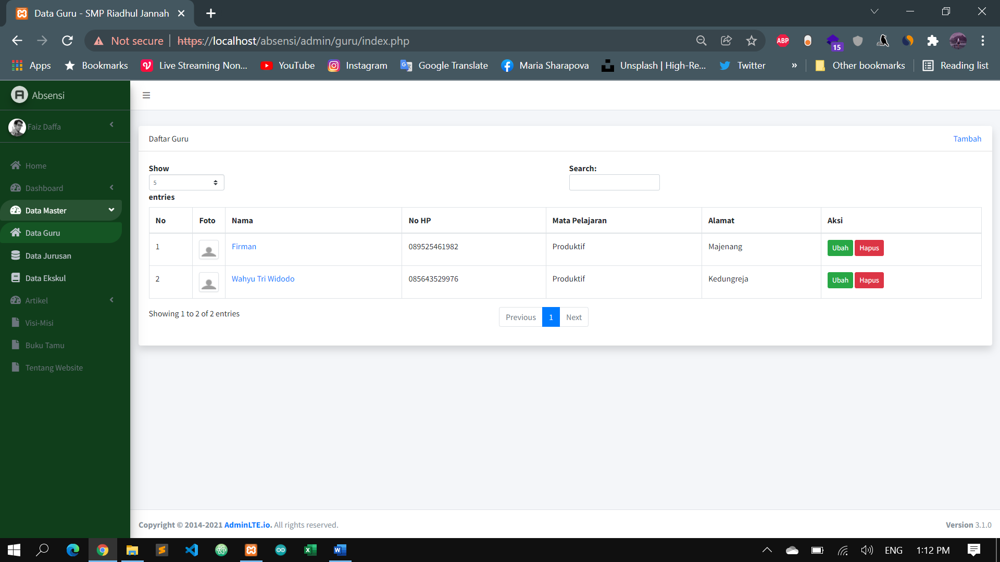 Data Guru - SMP Riadhul Jannah
Not secure https://localhost/absensi/admin/guru/index.php
ABP
15
Apps Bookmarks Live Streaming Non... YouTube Instagram Google Translate Maria Sharapova Unsplash | High-Re... Twitter » Other bookmarks Reading list
Absensi
Faiz Daffa
Home
Dashboard
Data Master
Data Guru
Data Jurusan
Data Ekskul
Artikel
Visi-Misi
Buku Tamu
Tentang Website
Daftar Guru Tambah
Show Search:
5
entries
No Foto Nama No HP Mata Pelajaran Alamat Aksi
1 Firman 089525461982 Produktif Majenang Ubah Hapus
2 Wahyu Tri Widodo 085643529976 Produktif Kedungreja Ubah Hapus
Showing 1 to 2 of 2 entries Previous 1 Next
Copyright © 2014-2021 AdminLTE.io. All rights reserved. Version 3.1.0
ENG 1:12 PM